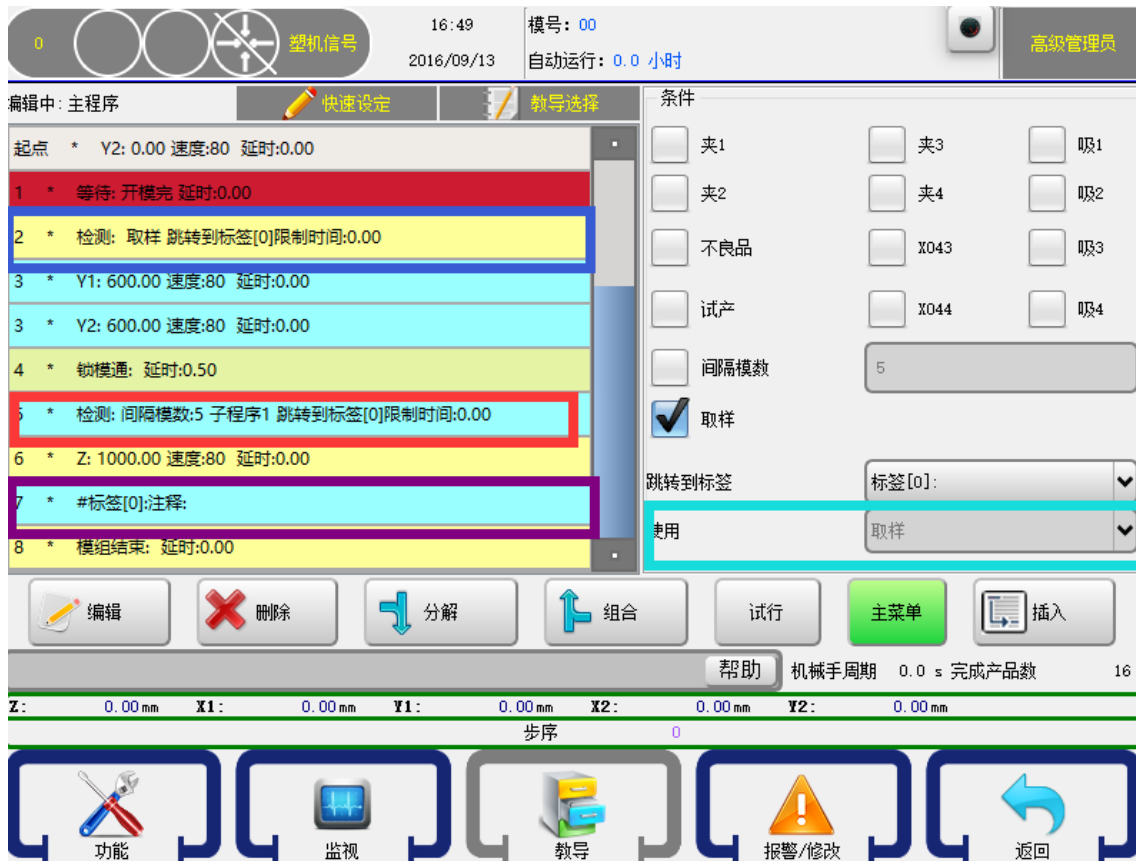 0 塑机信号 16:49 模号: 00
2016/09/13 自动运行: 0.0 小时 高级管理员
编辑中: 主程序 快速设定 教导选择
起点 * Y2: 0.00 速度:80 延时:0.00
1 * 等待: 开模完 延时:0.00
2 * 检测: 取样 跳转到标签[0]限制时间:0.00
3 * Y1: 600.00 速度:80 延时:0.00
3 * Y2: 600.00 速度:80 延时:0.00
4 * 锁模通: 延时:0.50
5 * 检测: 间隔模数:5 子程序1 跳转到标签[0]限制时间:0.00
6 * Z: 1000.00 速度:80 延时:0.00
7 * #标签[0]:注释:
8 * 模组结束: 延时:0.00
条件
夹1 夹3 吸1
夹2 夹4 吸2
不良品 X043 吸3
试产 X044 吸4
间隔模数 5
取样
跳转到标签 标签[0]:
使用 取样
编辑 删除 分解 组合 试行 主菜单 插入
帮助 机械手周期 0.0 s 完成产品数 16
Z: 0.00mm X1: 0.00mm Y1: 0.00mm X2: 0.00mm Y2: 0.00mm
步序 0
功能 监视 教导 报警/修改 返回